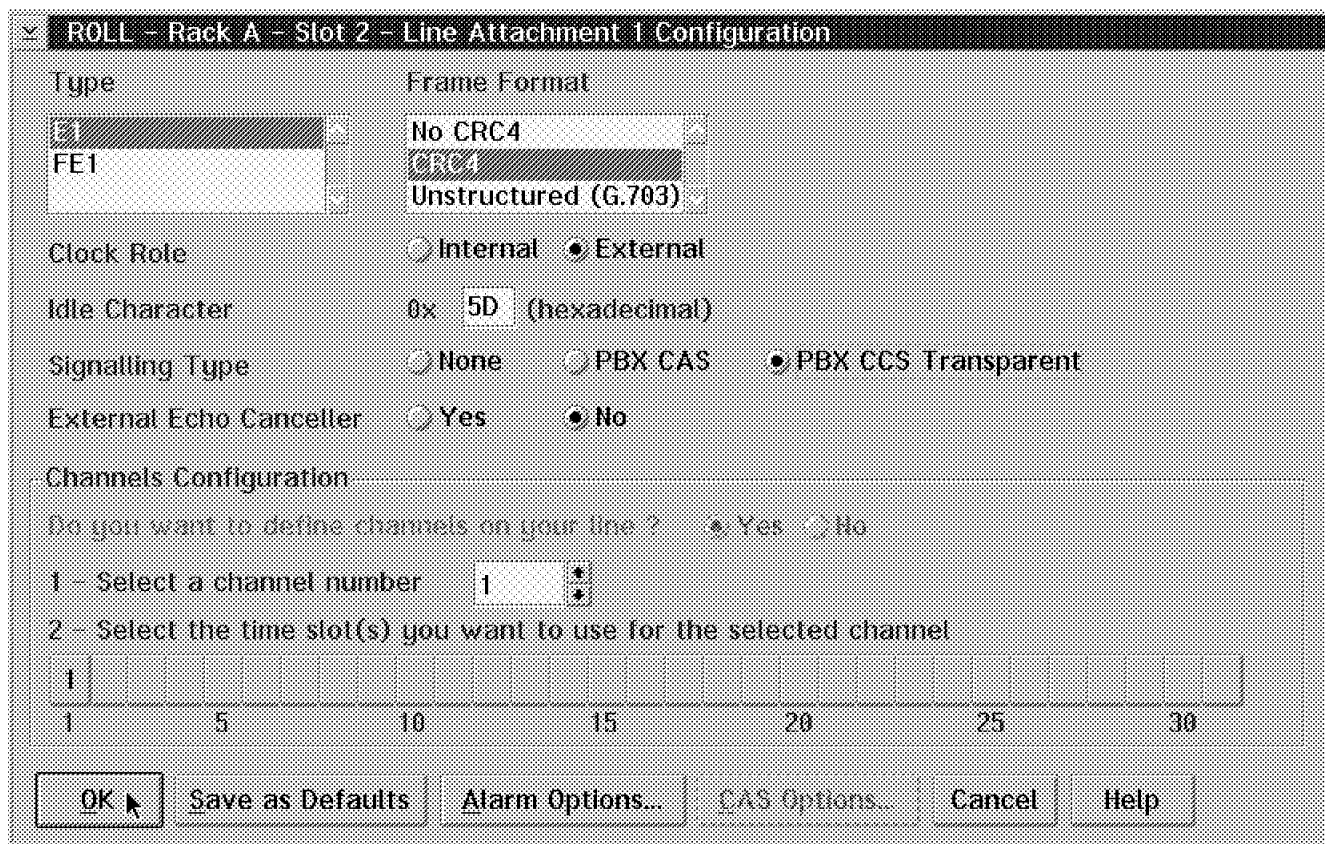 ROLL - Rack A - Slot 2 - Line Attachment 1 Configuration
Type Frame Format
E1 No CRC4
FE1 CRC4
Unstructured (G.703)
Clock Role Internal External
Idle Character 0x 5D (hexadecimal)
Signalling Type None PBX CAS PBX CCS Transparent
External Echo Canceller Yes No
Channels Configuration
Do you want to define channels on your line ? Yes No
1 - Select a channel number 1
2 - Select the time slot(s) you want to use for the selected channel
1
1 5 10 15 20 25 30
OK Save as Defaults Alarm Options... CAS Options... Cancel Help